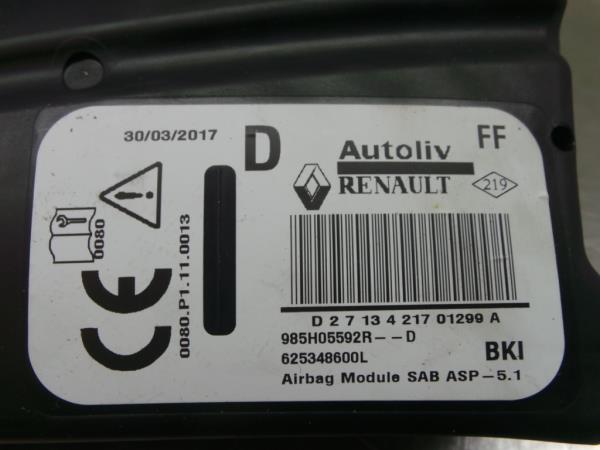 30/03/2017
D
Autoliv
FF
RENAULT
219
0080
0080.P1.11.0013
CE
D 2 7 13 4 217 01299 A
985H05592R--D
625348600L
BKI
Airbag Module SAB ASP-5.1